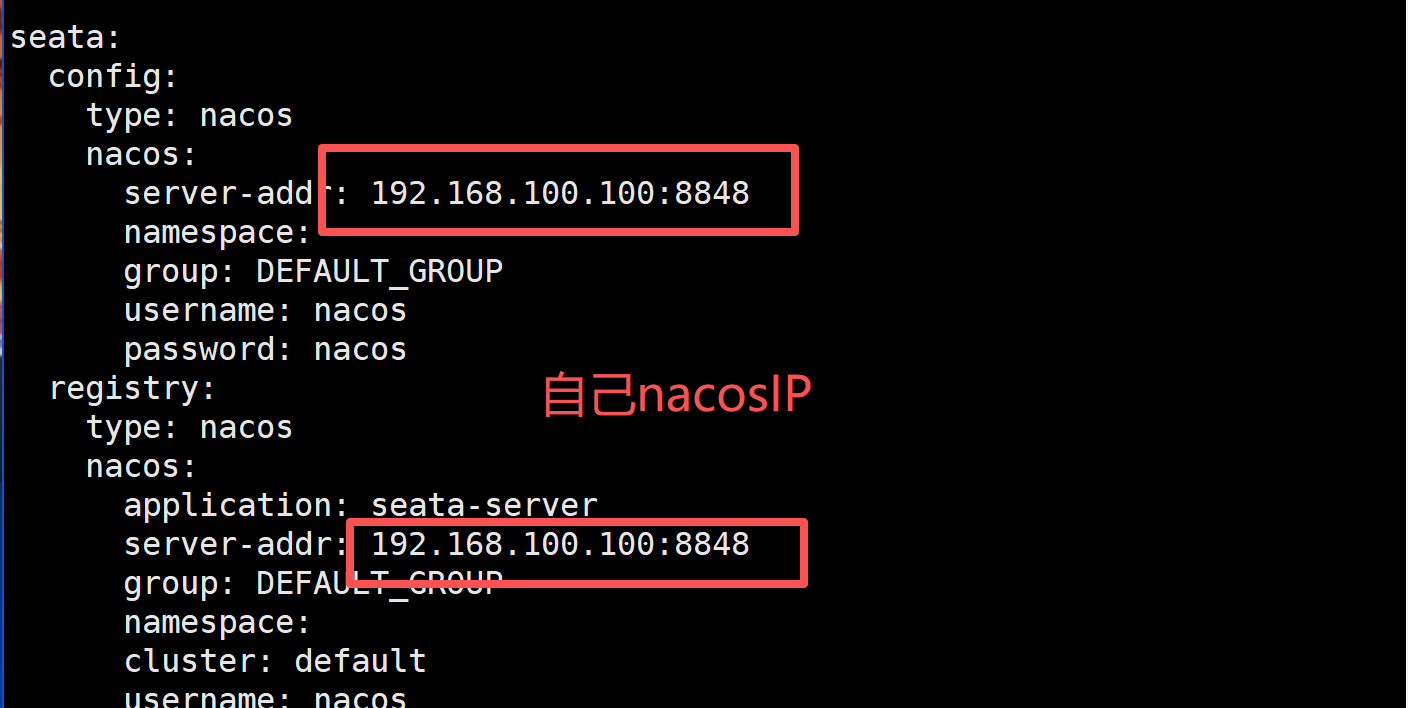 seata:
  config:
    type: nacos
    nacos:
      server-addr: 192.168.100.100:8848
      namespace:
      group: DEFAULT_GROUP
      username: nacos
      password: nacos
  registry:
自己nacosIP
    type: nacos
    nacos:
      application: seata-server
      server-addr: 192.168.100.100:8848
      group: DEFAULT_GROUP
      namespace:
      cluster: default
      username: nacos